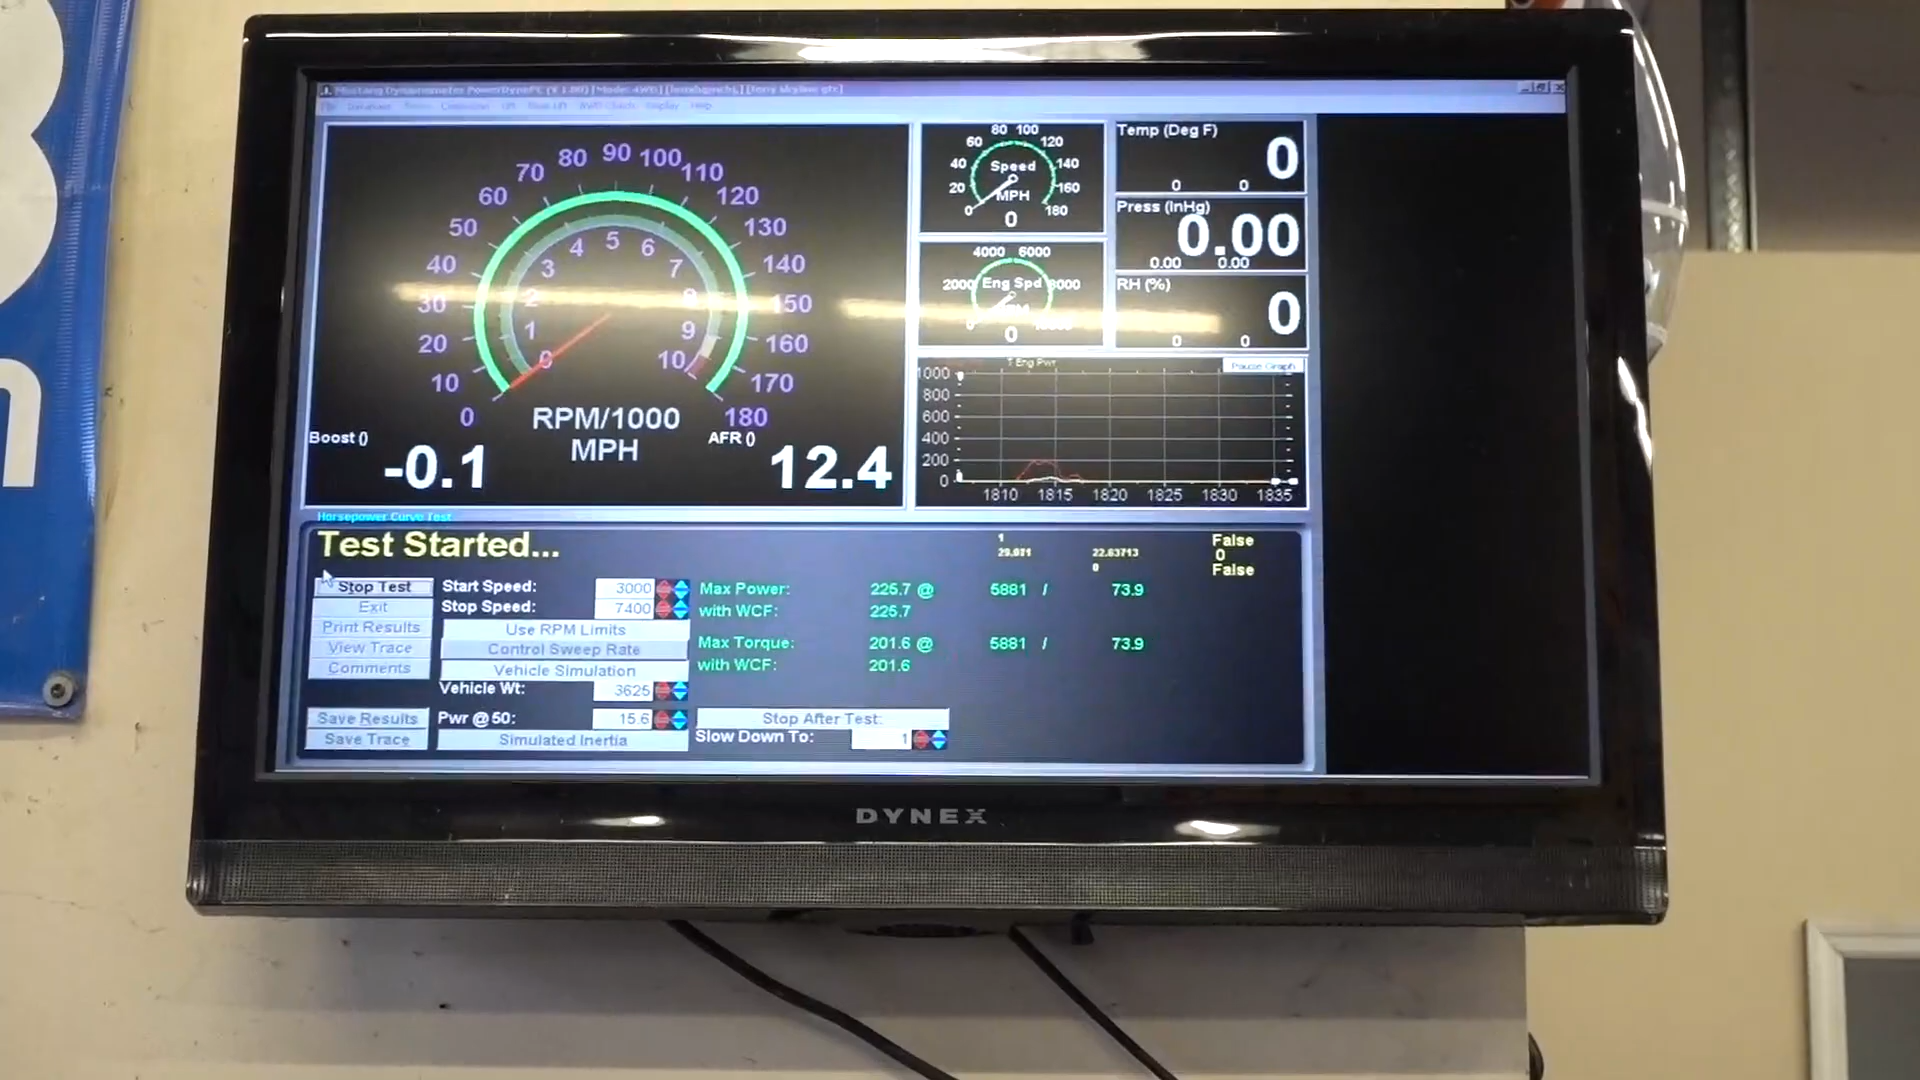 Mustang Dynamometer PowerDynePC
Display Help
0 10 20 30 40 50 60 70 80 90 100 110 120 130 140 150 160 170 180
0 1 2 3 4 5 6 7 8 9 10
RPM/1000
MPH
Boost ()
-0.1
AFR ()
12.4
0 20 40 60 80 100 120 140 160 180
Speed
MPH
0
0 2000 4000 6000 8000
Eng Spd
0
Temp (Deg F)
0
0 0
Press (InHg)
0.00
0.00 0.00
RH (%)
0
0 0
T Eng Pwr
Pause Graph
1000
800
600
400
200
0
1810 1815 1820 1825 1830 1835
Horsepower Curve Test
Test Started...
1
29.071 22.63713
0
False
0
False
Stop Test
Exit
Print Results
View Trace
Comments
Save Results
Save Trace
Start Speed: 3000
Stop Speed: 7400
Use RPM Limits
Control Sweep Rate
Vehicle Simulation
Vehicle Wt: 3625
Pwr @ 50: 15.6
Simulated Inertia
Max Power: 225.7 @ 5881 / 73.9
with WCF: 225.7
Max Torque: 201.6 @ 5881 / 73.9
with WCF: 201.6
Stop After Test:
Slow Down To: 1
DYNEX